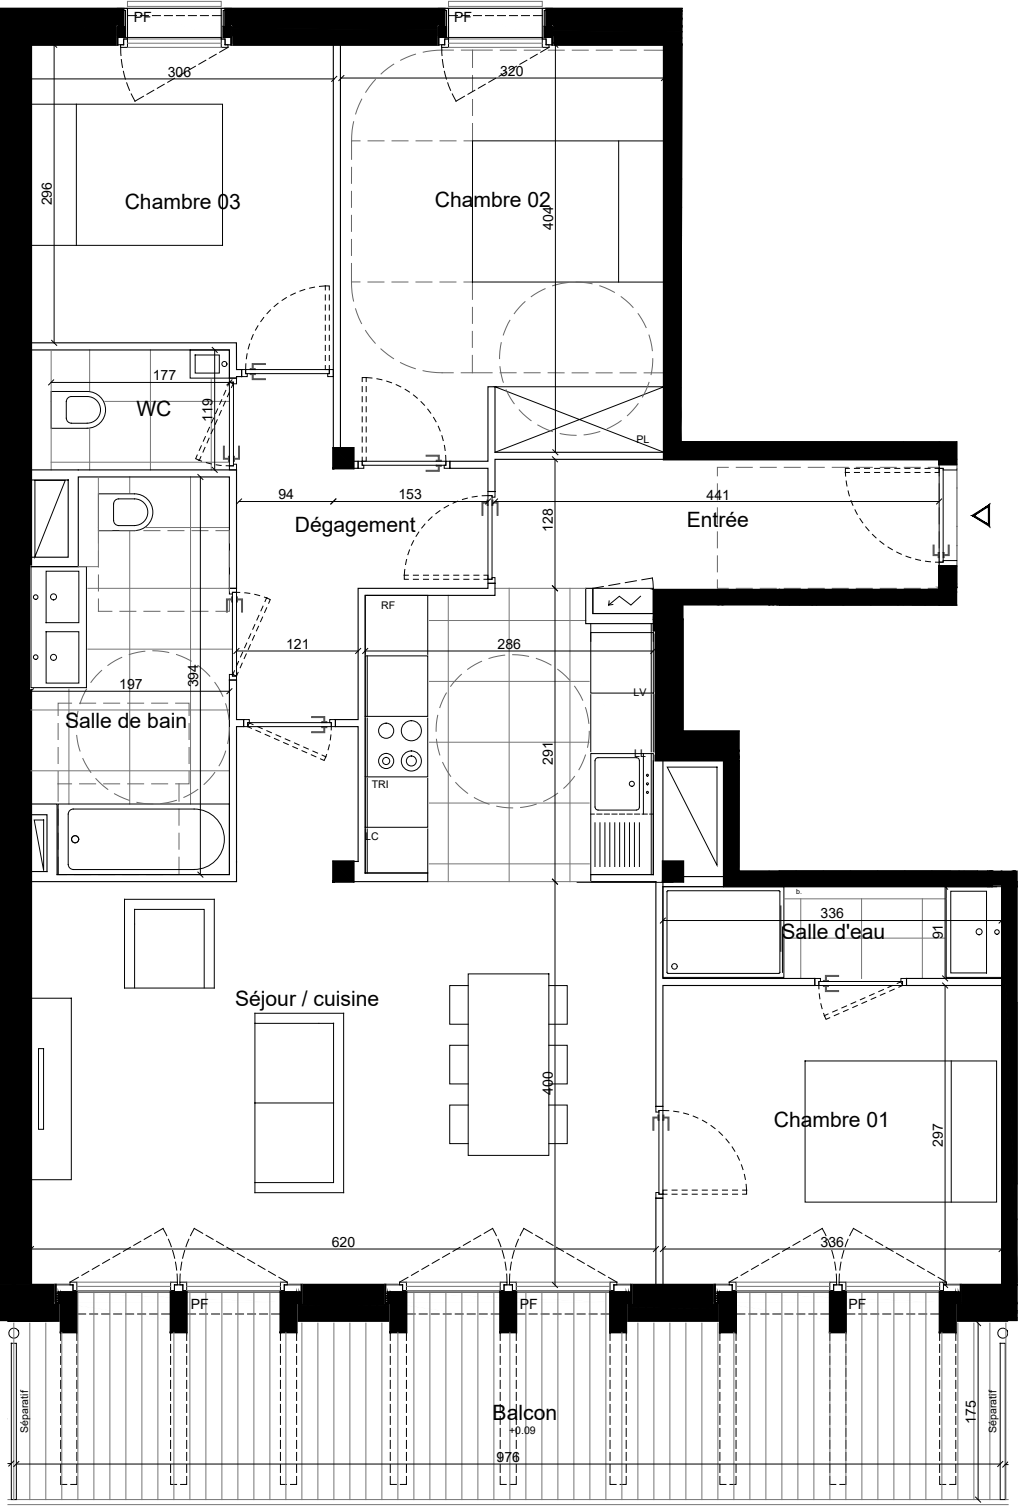 PF
PF
306
320
296
Chambre 03
Chambre 02
404
177
WC
119
PL
94
153
441
Dégagement
128
Entrée
RF
121
286
394
197
LV
Salle de bain
291
LL
TRI
LC
b.
336
Salle d'eau
91
Séjour / cuisine
400
Chambre 01
297
620
336
PF
PF
PF
Séparatif
Balcon
+0.09
175
Séparatif
976